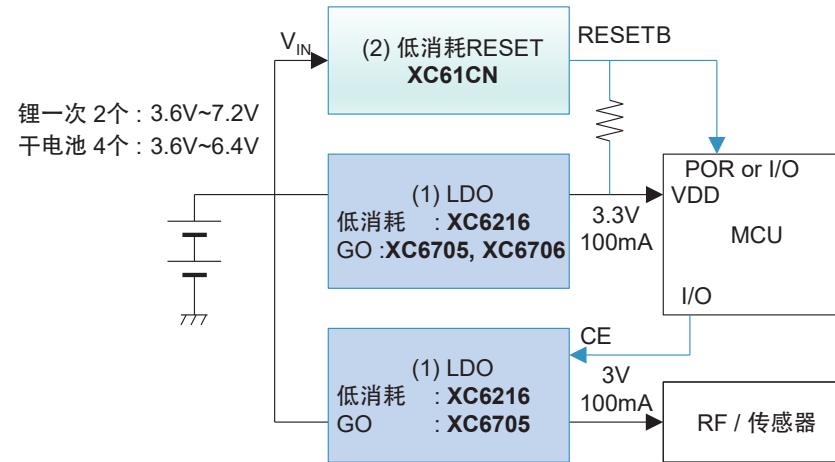 (2) 低消耗RESET
XC61CN
VIN
RESETB
锂一次 2个 : 3.6V~7.2V
干电池 4个 : 3.6V~6.4V
(1) LDO
低消耗 : XC6216
GO :XC6705, XC6706
3.3V
100mA
POR or I/O
VDD
MCU
I/O
CE
(1) LDO
低消耗 : XC6216
GO : XC6705
3V
100mA
RF / 传感器